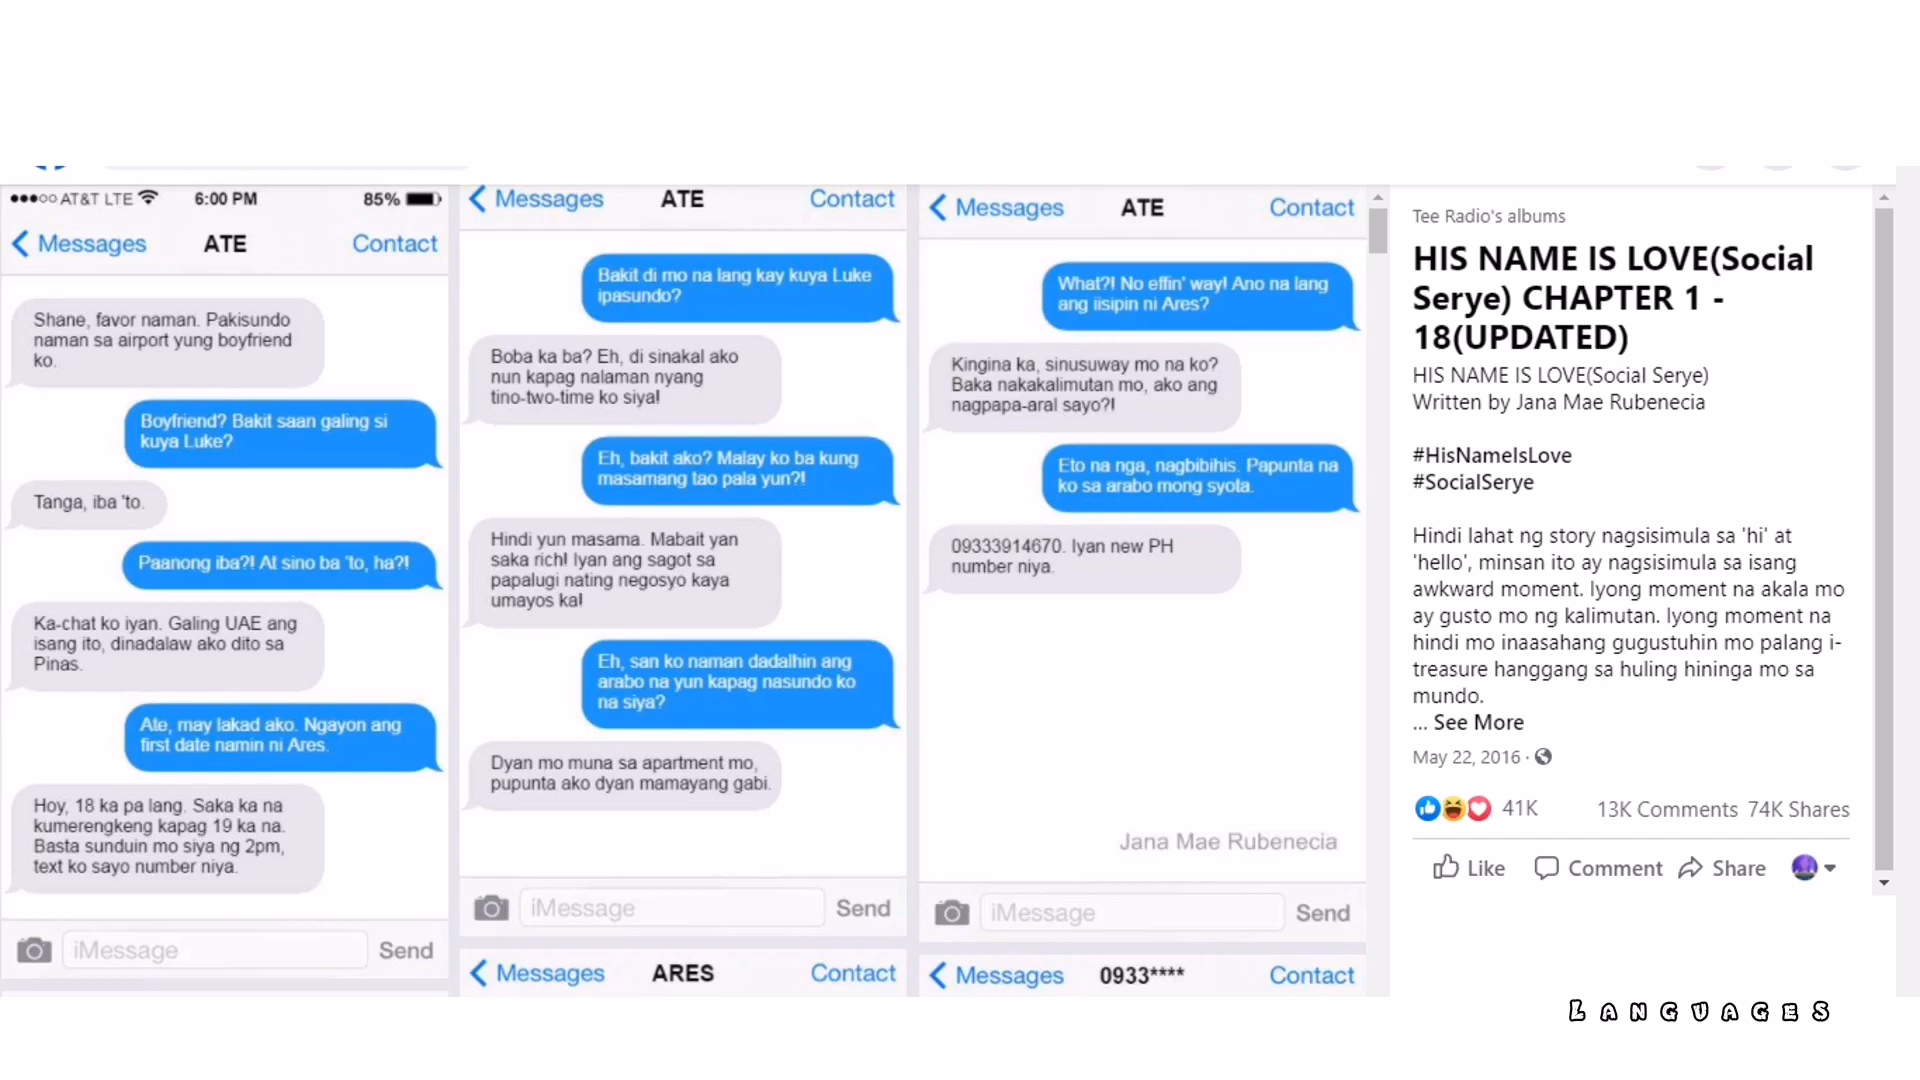 AT&T LTE 6:00 PM 85%
Messages ATE Contact
Shane, favor naman. Pakisundo
naman sa airport yung boyfriend
ko.
Boyfriend? Bakit saan galing si
kuya Luke?
Tanga, iba 'to.
Paanong iba?! At sino ba 'to, ha?!
Ka-chat ko iyan. Galing UAE ang
isang ito, dinadalaw ako dito sa
Pinas.
Ate, may lakad ako. Ngayon ang
first date namin ni Ares.
Hoy, 18 ka pa lang. Saka ka na
kumerengkeng kapag 19 ka na.
Basta sunduin mo siya ng 2pm,
text ko sayo number niya.
iMessage Send
Messages ATE Contact
Bakit di mo na lang kay kuya Luke
ipasundo?
Boba ka ba? Eh, di sinakal ako
nun kapag nalaman nyang
tino-two-time ko siya!
Eh, bakit ako? Malay ko ba kung
masamang tao pala yun?!
Hindi yun masama. Mabait yan
saka rich! Iyan ang sagot sa
papalugi nating negosyo kaya
umayos ka!
Eh, san ko naman dadalhin ang
arabo na yun kapag nasundo ko
na siya?
Dyan mo muna sa apartment mo,
pupunta ako dyan mamayang gabi.
iMessage Send
Messages ARES Contact
Messages ATE Contact
What?! No effin' way! Ano na lang
ang iisipin ni Ares?
Kingina ka, sinusuway mo na ko?
Baka nakakalimutan mo, ako ang
nagpapa-aral sayo?!
Eto na nga, nagbibihis. Papunta na
ko sa arabo mong syota.
09333914670. Iyan new PH
number niya.
Jana Mae Rubenecia
iMessage Send
Messages 0933**** Contact
Tee Radio's albums
HIS NAME IS LOVE(Social
Serye) CHAPTER 1 -
18(UPDATED)
HIS NAME IS LOVE(Social Serye)
Written by Jana Mae Rubenecia
#HisNameIsLove
#SocialSerye
Hindi lahat ng story nagsisimula sa 'hi' at
'hello', minsan ito ay nagsisimula sa isang
awkward moment. Iyong moment na akala mo
ay gusto mo ng kalimutan. Iyong moment na
hindi mo inaasahang gugustuhin mo palang i-
treasure hanggang sa huling hininga mo sa
mundo.
... See More
May 22, 2016 ·
41K 13K Comments 74K Shares
Like Comment Share
LANGUAGES